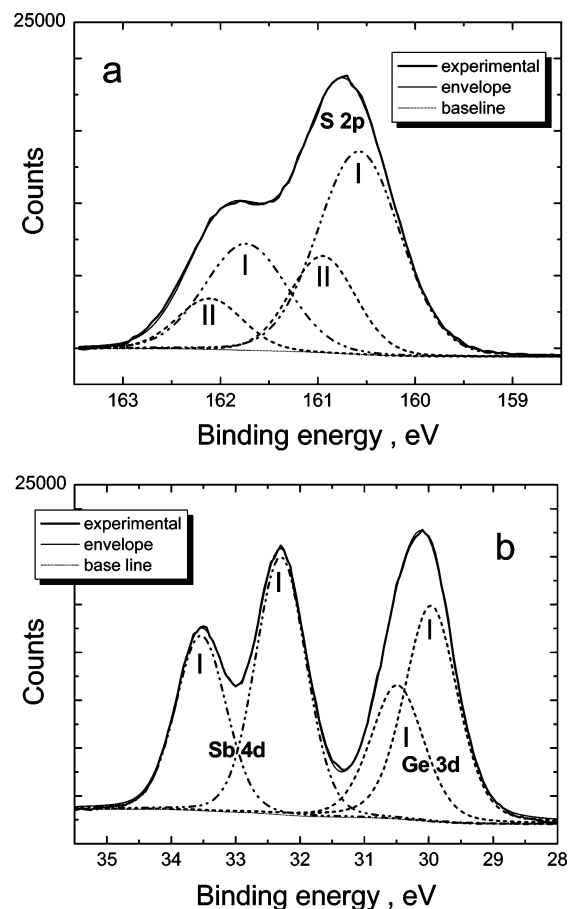 25000
a
experimental
envelope
baseline
S 2p
I
I
II
II
Counts
163 162 161 160 159
Binding energy , eV
25000
experimental
envelope
base line
b
I
I
I
I
Sb 4d
Ge 3d
Counts
35 34 33 32 31 30 29 28
Binding energy , eV